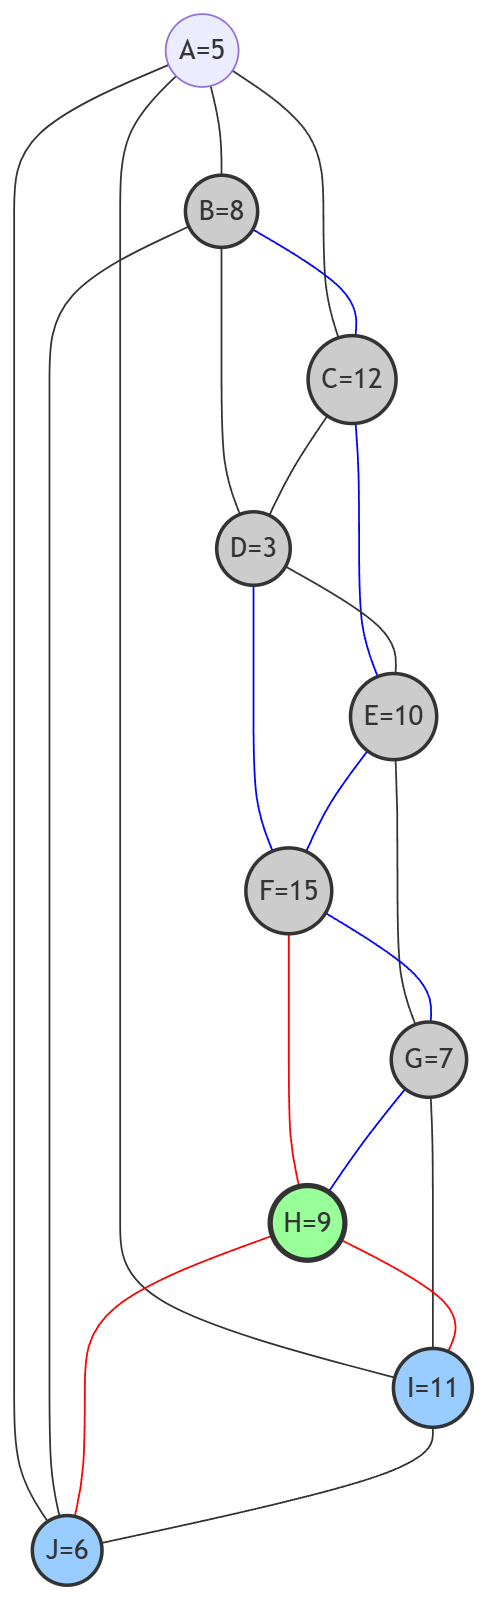 A=5
B=8
C=12
D=3
E=10
F=15
G=7
H=9
I=11
J=6